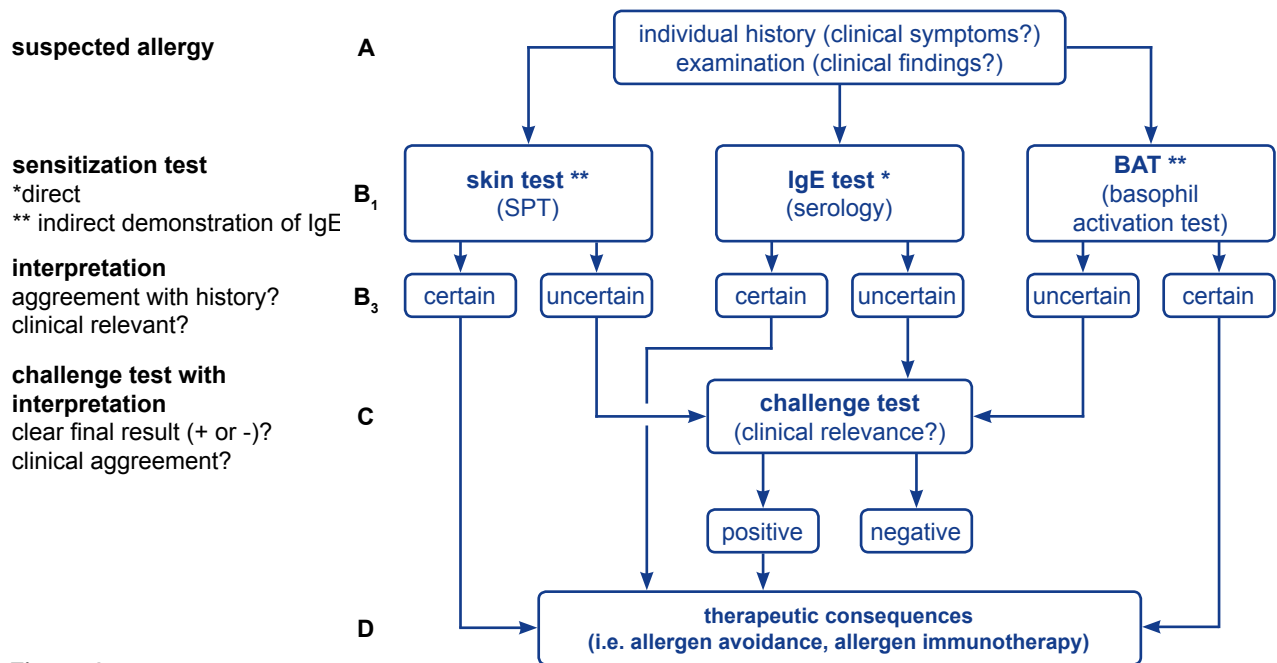 suspected allergy
A
individual history (clinical symptoms?)
examination (clinical findings?)
sensitization test
*direct
** indirect demonstration of IgE
B1
skin test **
(SPT)
IgE test *
(serology)
BAT **
(basophil
activation test)
interpretation
aggreement with history?
clinical relevant?
B3
certain
uncertain
certain
uncertain
uncertain
certain
challenge test with
interpretation
clear final result (+ or -)?
clinical aggreement?
C
challenge test
(clinical relevance?)
positive
negative
D
therapeutic consequences
(i.e. allergen avoidance, allergen immunotherapy)